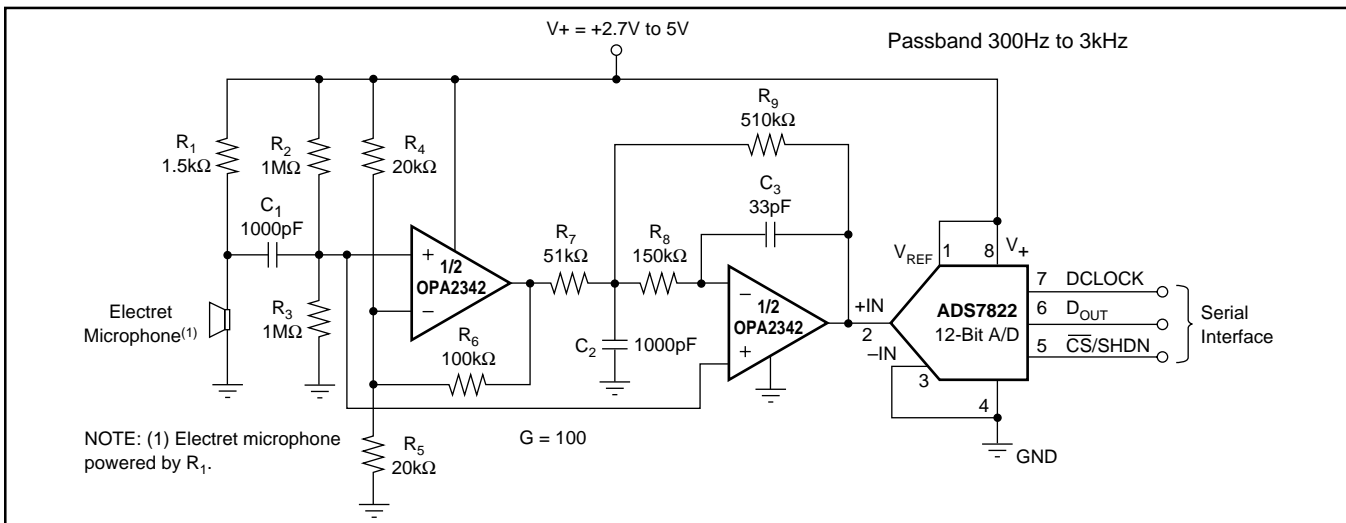 V+ = +2.7V to 5V
Passband 300Hz to 3kHz
R9
510kΩ
R1
1.5kΩ
R2
1MΩ
R4
20kΩ
C3
33pF
C1
1000pF
R7
51kΩ
R8
150kΩ
VREF
1
8
V+
+
1/2
OPA2342
−
7
DCLOCK
Electret
Microphone(1)
R3
1MΩ
−
1/2
OPA2342
+
+IN
2
ADS7822
12-Bit A/D
6
DOUT
Serial
Interface
R6
100kΩ
C2
1000pF
–IN
3
5
CS/SHDN
4
NOTE: (1) Electret microphone
powered by R1.
R5
20kΩ
G = 100
GND